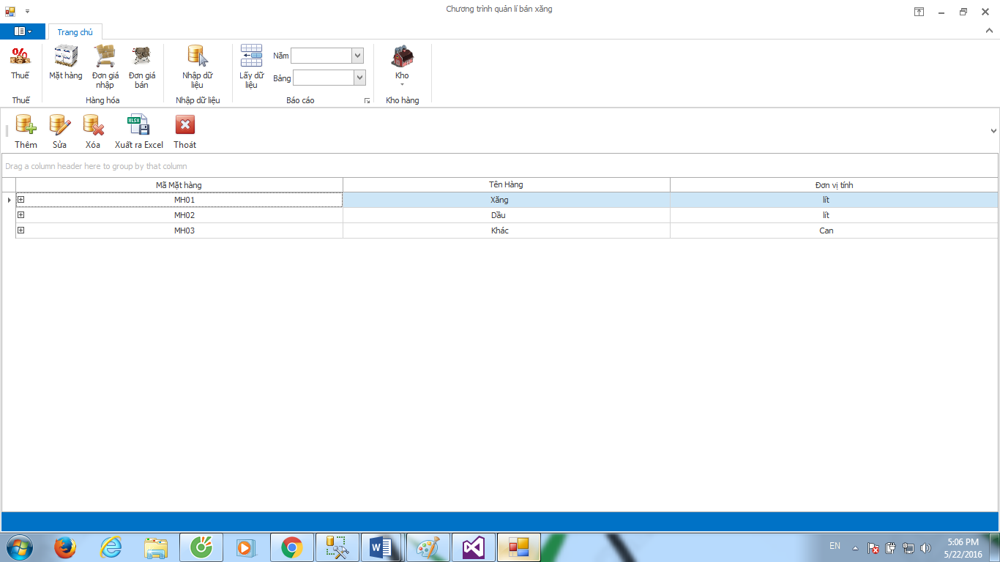 Chương trình quản lí bán xăng
Trang chủ
Thuế
Mặt hàng
Đơn giá nhập
Đơn giá bán
Nhập dữ liệu
Lấy dữ liệu
Năm
Bảng
Kho
Thuế
Hàng hóa
Nhập dữ liệu
Báo cáo
Kho hàng
XLSX
Thêm
Sửa
Xóa
Xuất ra Excel
Thoát
Drag a column header here to group by that column
Mã Mặt hàng Tên Hàng Đơn vị tính
MH01 Xăng lít
MH02 Dầu lít
MH03 Khác Can
EN
5:06 PM
5/22/2016